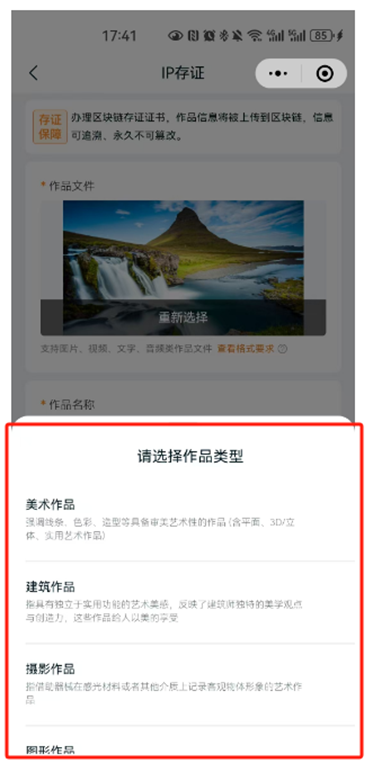 17:41
85
IP存证
存证
保障
办理区块链存证证书，作品信息将被上传到区块链，信息
可追溯、永久不可篡改。
* 作品文件
重新选择
支持图片、视频、文字、音频类作品文件 查看格式要求 ?
* 作品名称
请选择作品类型
美术作品
强调线条、色彩、造型等具备审美艺术性的作品（含平面、3D/立
体、实用艺术作品）
建筑作品
指具有独立于实用功能的艺术美感，反映了建筑师独特的美学观点
与创造力，这些作品给人以美的享受
摄影作品
指借助器械在感光材料或者其他介质上记录客观物体形象的艺术作
品
图形作品